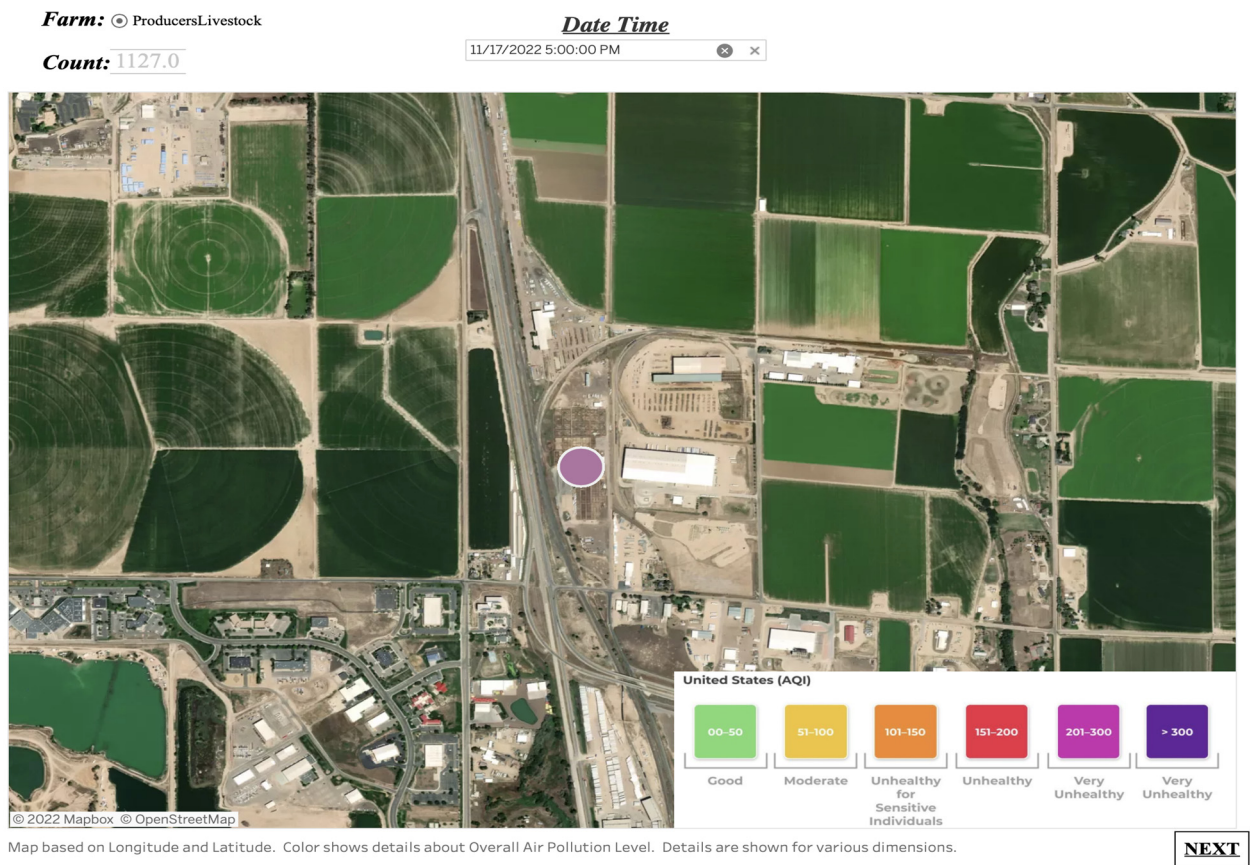 Farm: ProducersLivestock
Date Time
11/17/2022 5:00:00 PM
Count: 1127.0
United States (AQI)
00–50 51–100 101–150 151–200 201–300 > 300
Good Moderate Unhealthy for Sensitive Individuals Unhealthy Very Unhealthy Very Unhealthy
© 2022 Mapbox © OpenStreetMap
Map based on Longitude and Latitude. Color shows details about Overall Air Pollution Level. Details are shown for various dimensions.
NEXT